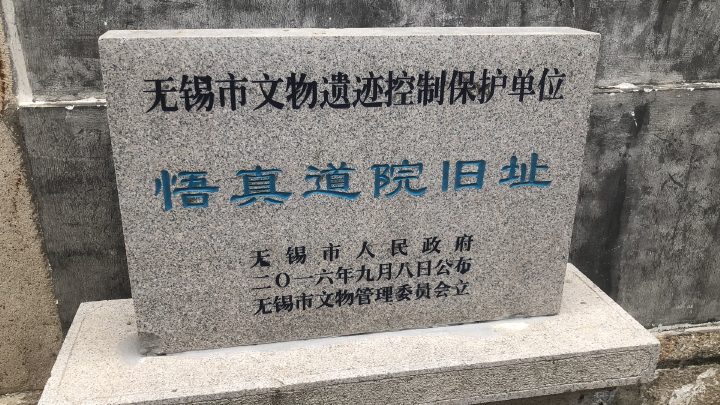 无锡市文物遗迹控制保护单位
悟真道院旧址
无锡市人民政府
二〇一六年九月八日公布
无锡市文物管理委员会立